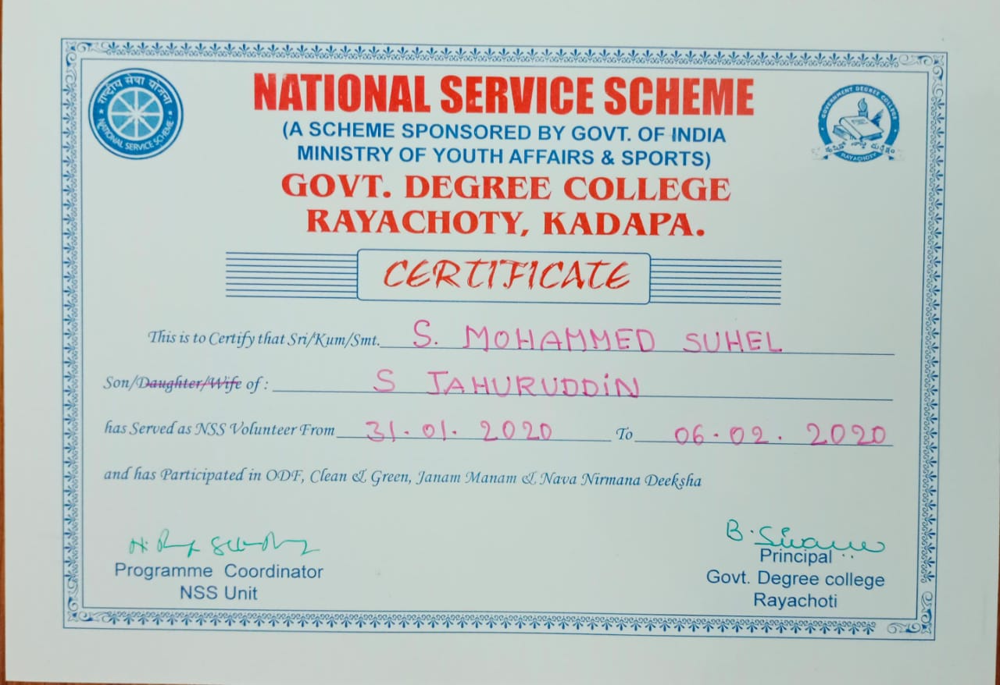 राष्ट्रीय सेवा योजना
NATIONAL SERVICE SCHEME
NATIONAL SERVICE SCHEME
(A SCHEME SPONSORED BY GOVT. OF INDIA
MINISTRY OF YOUTH AFFAIRS & SPORTS)
GOVERNMENT DEGREE COLLEGE
RAYACHOTY
GOVT. DEGREE COLLEGE
RAYACHOTY, KADAPA.
CERTIFICATE
This is to Certify that Sri/Kum/Smt. S. MOHAMMED SUHEL
Son/Daughter/Wife of : S JAHURUDDIN
has Served as NSS Volunteer From 31.01.2020 To 06.02.2020
and has Participated in ODF, Clean & Green, Janam Manam & Nava Nirmana Deeksha
Programme Coordinator
NSS Unit
B.
Principal
Govt. Degree college
Rayachoti